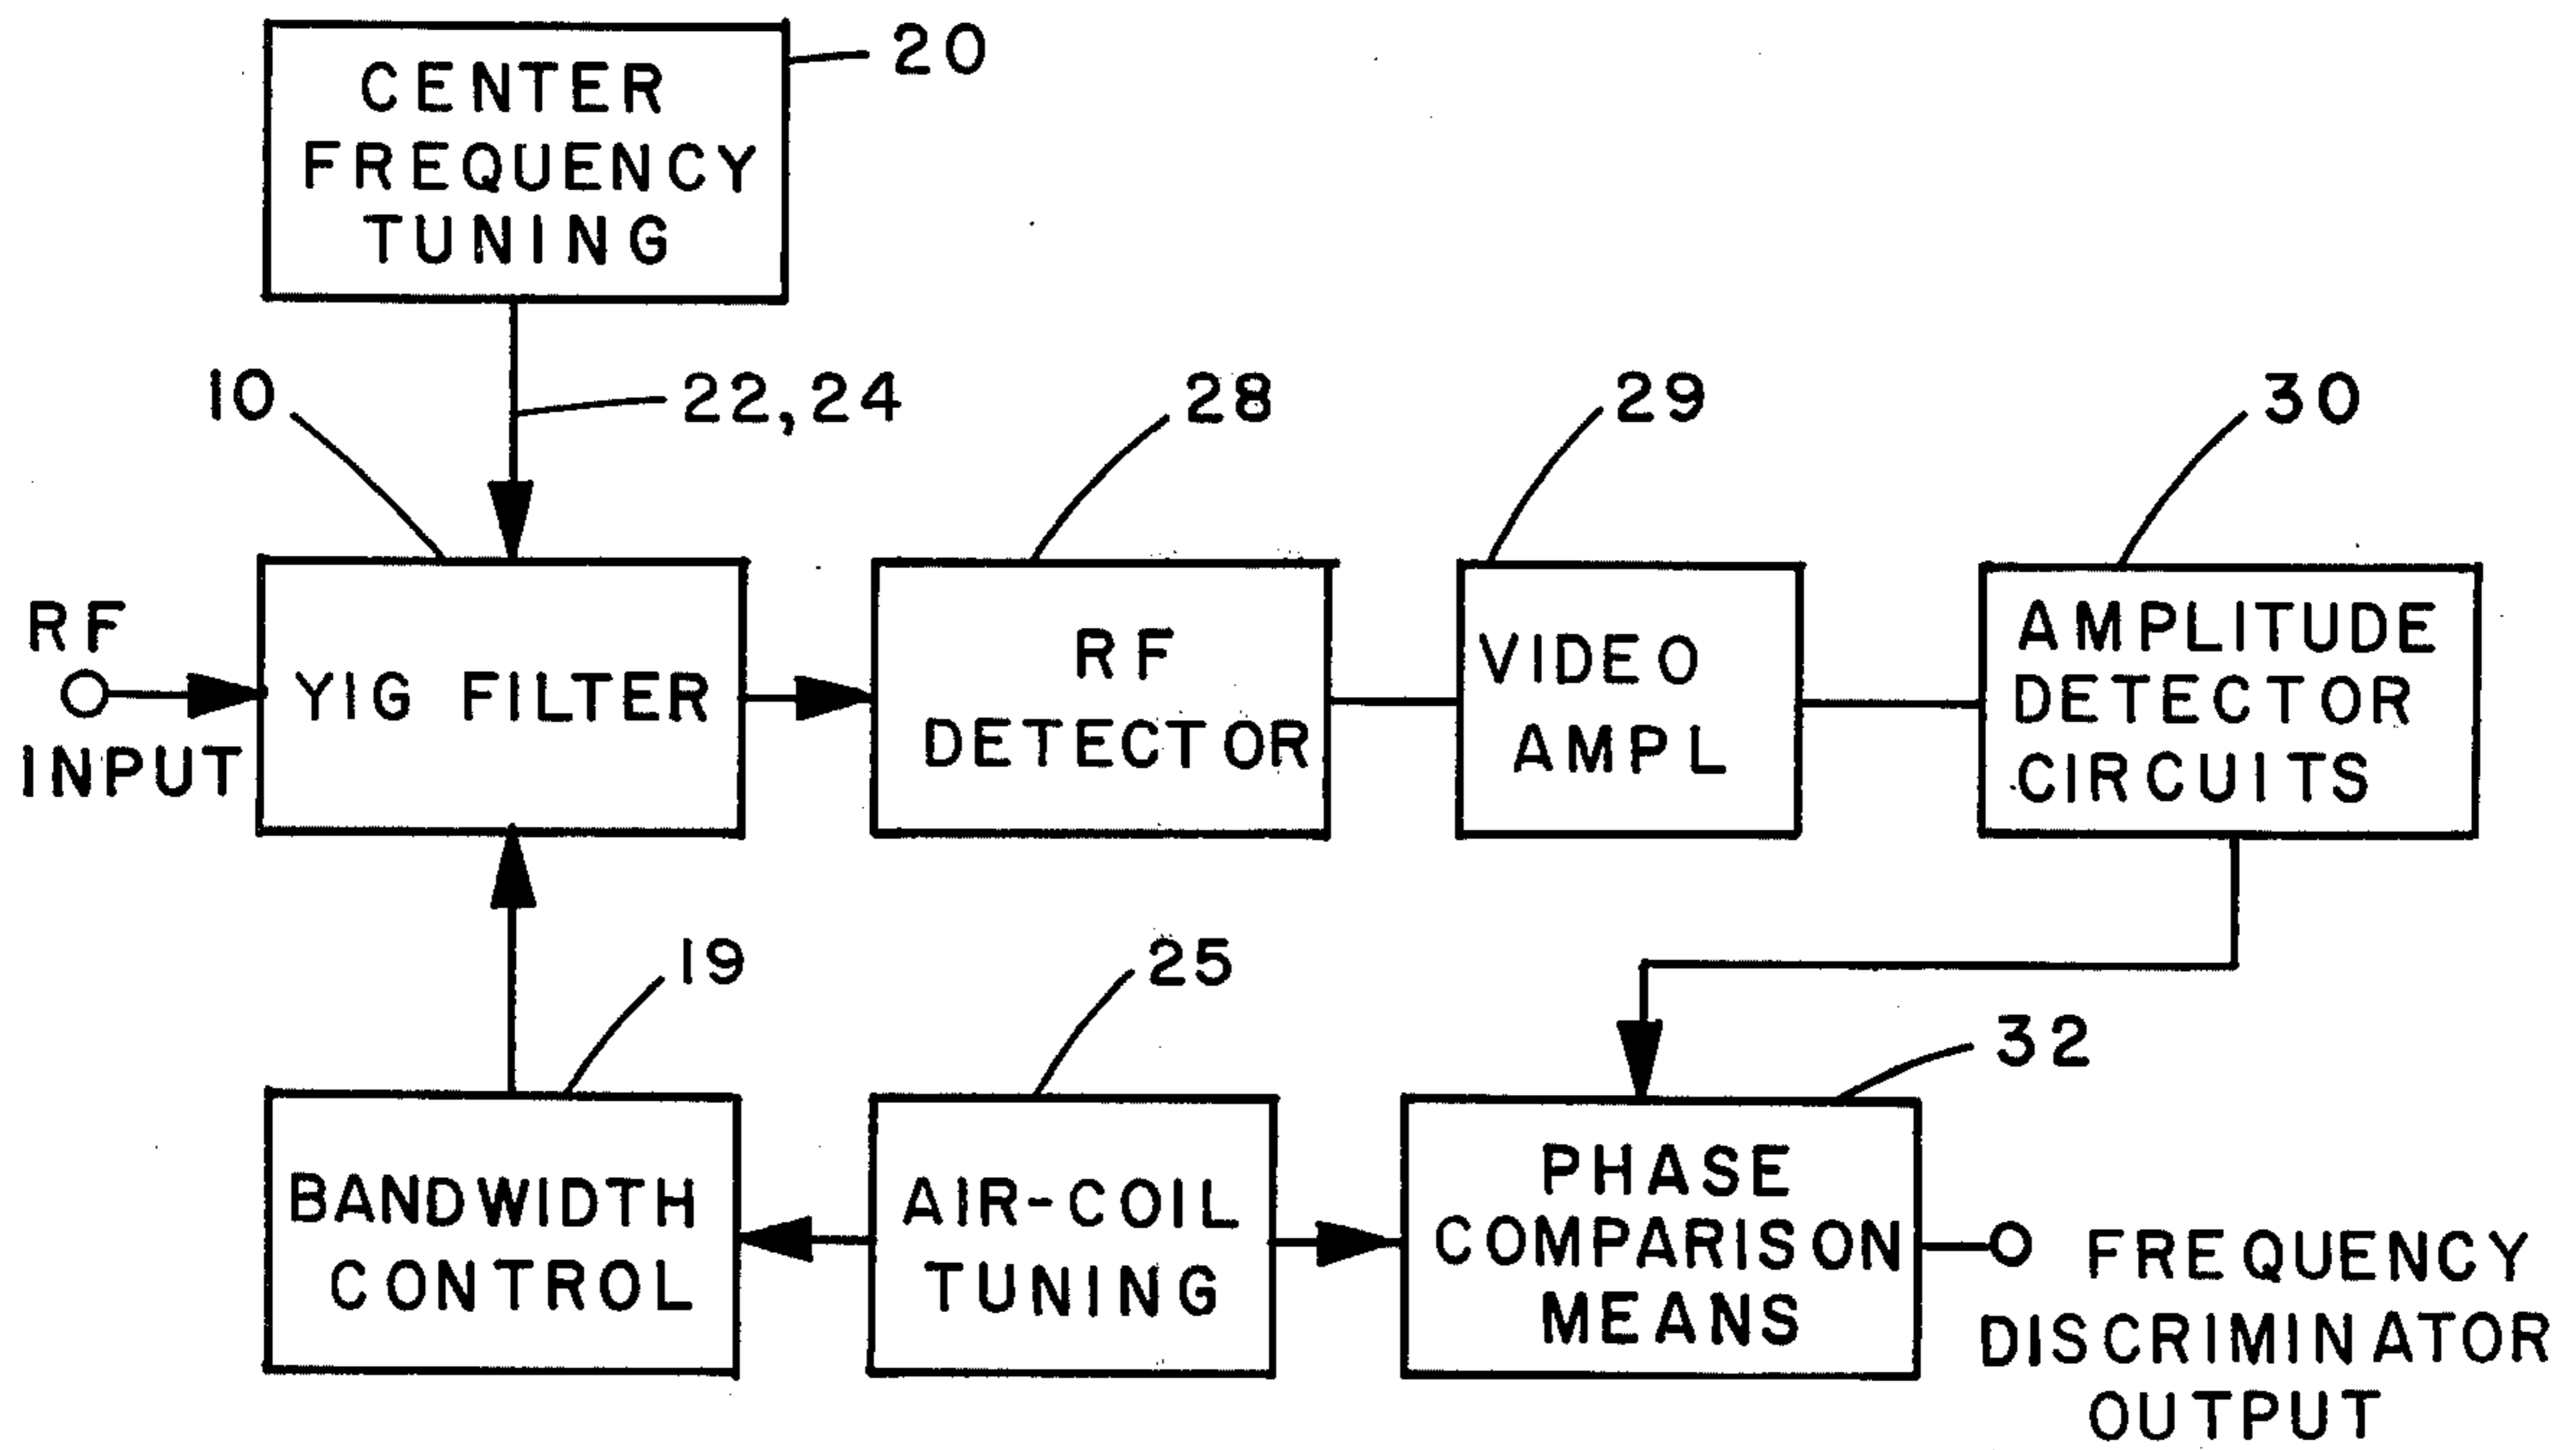 CENTER
FREQUENCY
TUNING
20
10
22,24
28
29
30
RF
INPUT
YIG FILTER
RF
DETECTOR
VIDEO
AMPL
AMPLITUDE
DETECTOR
CIRCUITS
19
25
32
BANDWIDTH
CONTROL
AIR-COIL
TUNING
PHASE
COMPARISON
MEANS
FREQUENCY
DISCRIMINATOR
OUTPUT